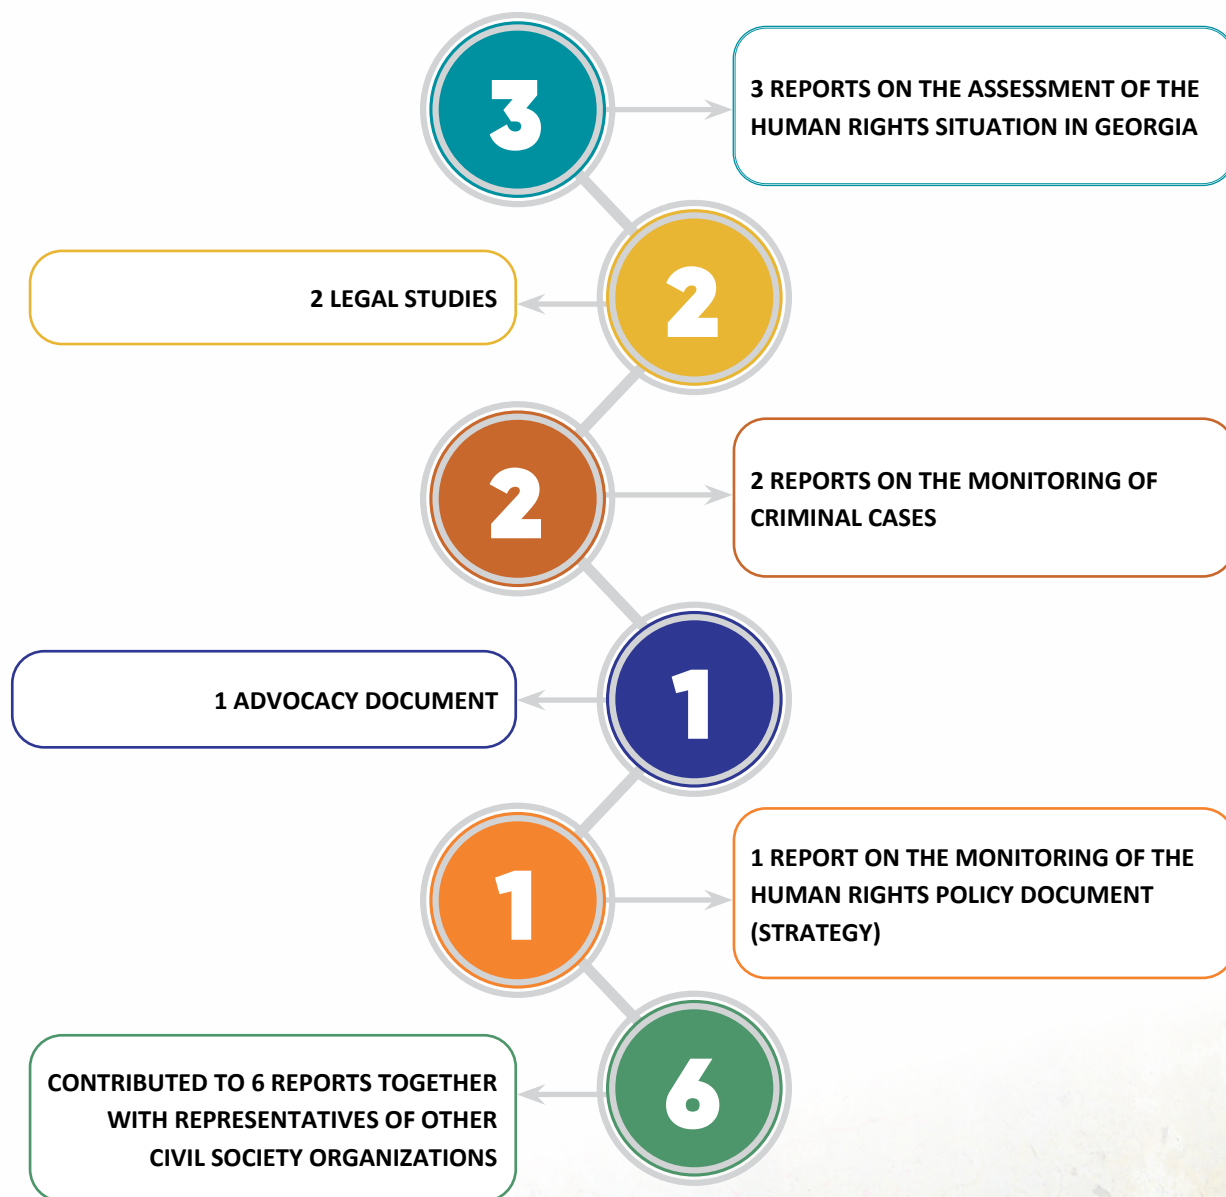 3
3 REPORTS ON THE ASSESSMENT OF THE
HUMAN RIGHTS SITUATION IN GEORGIA
2 LEGAL STUDIES
2
2
2 REPORTS ON THE MONITORING OF
CRIMINAL CASES
1 ADVOCACY DOCUMENT
1
1
1 REPORT ON THE MONITORING OF THE
HUMAN RIGHTS POLICY DOCUMENT
(STRATEGY)
CONTRIBUTED TO 6 REPORTS TOGETHER
WITH REPRESENTATIVES OF OTHER
CIVIL SOCIETY ORGANIZATIONS
6